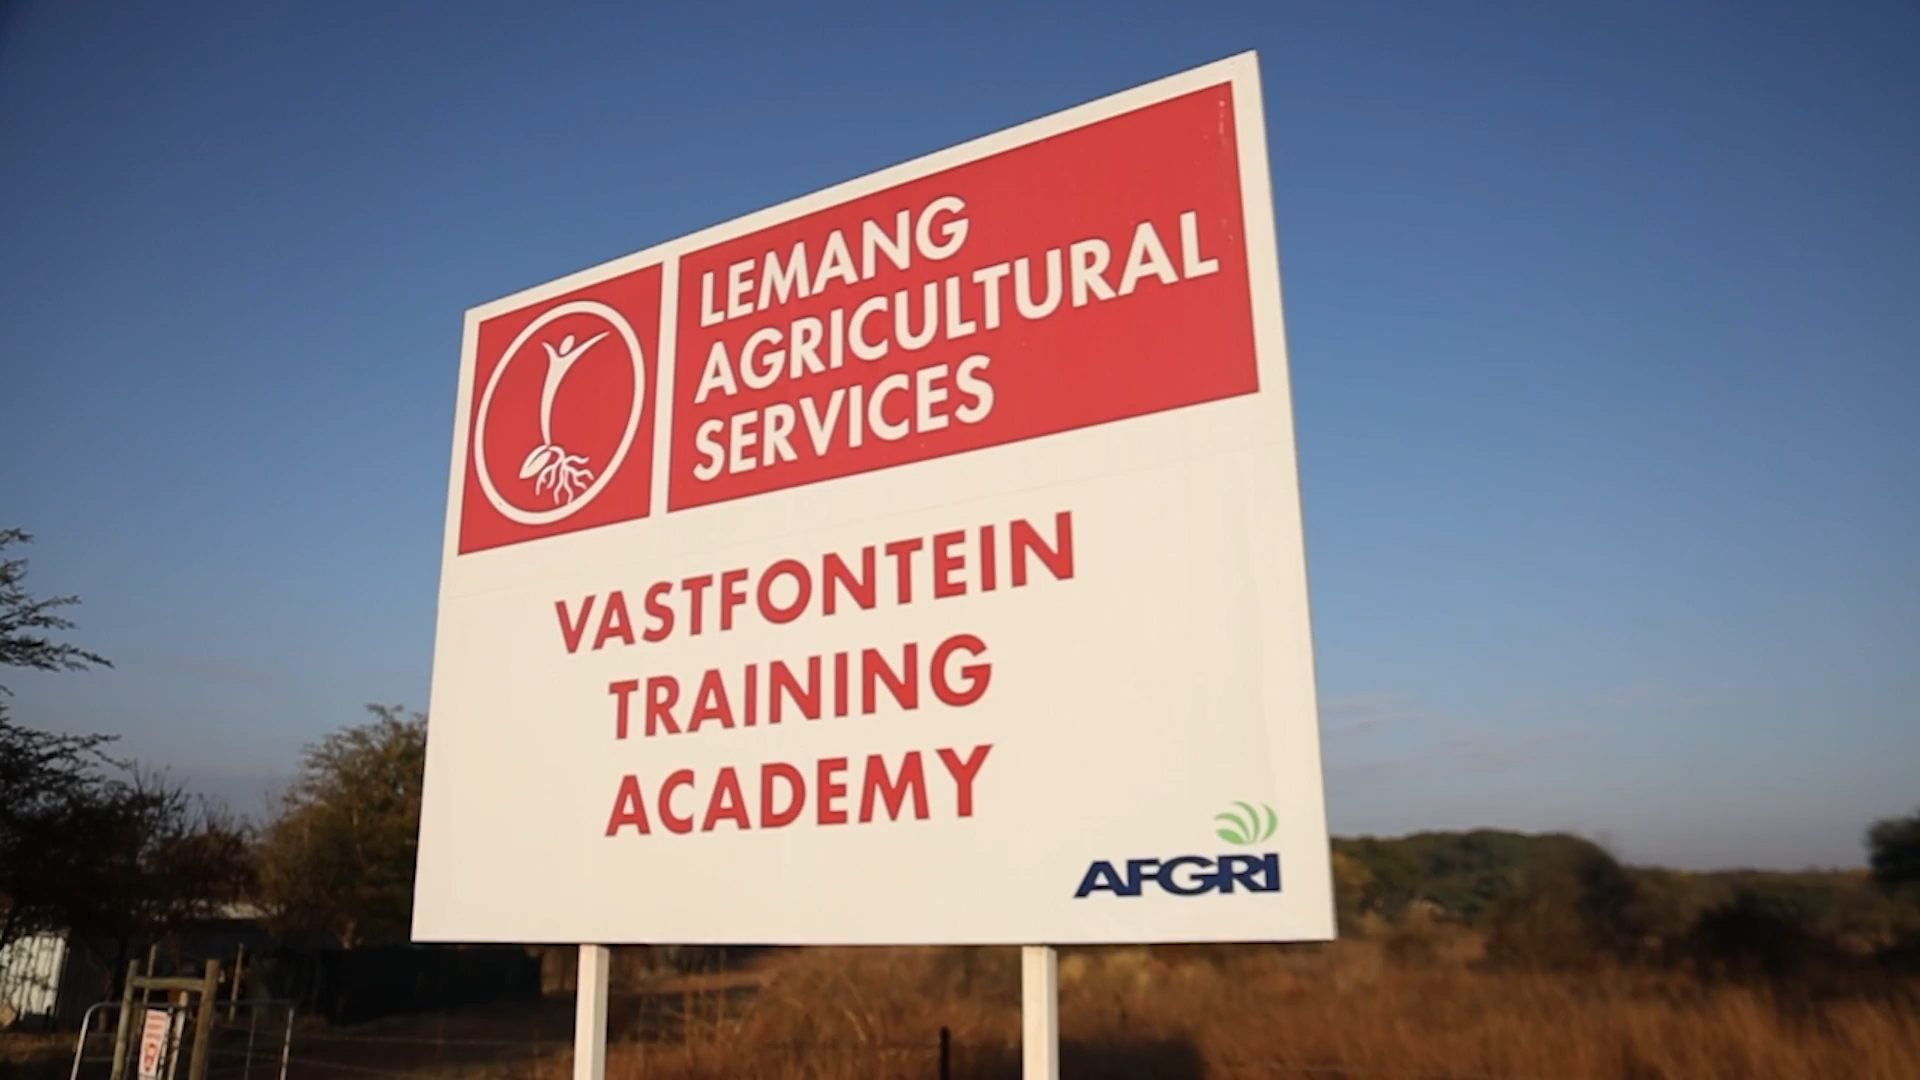 LEMANG
AGRICULTURAL
SERVICES
VASTFONTEIN
TRAINING
ACADEMY
AFGRI